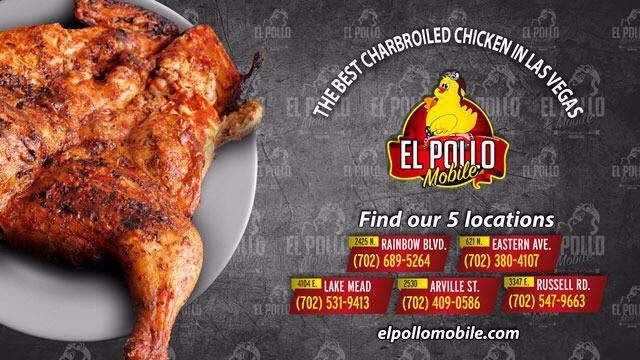 THE BEST CHARBROILED CHICKEN IN LAS VEGAS
EL POLLO
Mobile
Find our 5 locations
2425 N. RAINBOW BLVD.
(702) 689-5264
621 N. EASTERN AVE.
(702) 380-4107
4104 E. LAKE MEAD
(702) 531-9413
2530 ARVILLE ST.
(702) 409-0586
3347 E. RUSSELL RD.
(702) 547-9663
elpollomobile.com